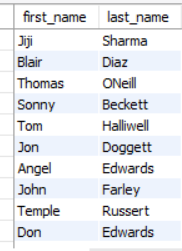 first_name last_name
Jiji Sharma
Blair Diaz
Thomas ONeill
Sonny Beckett
Tom Halliwell
Jon Doggett
Angel Edwards
John Farley
Temple Russert
Don Edwards